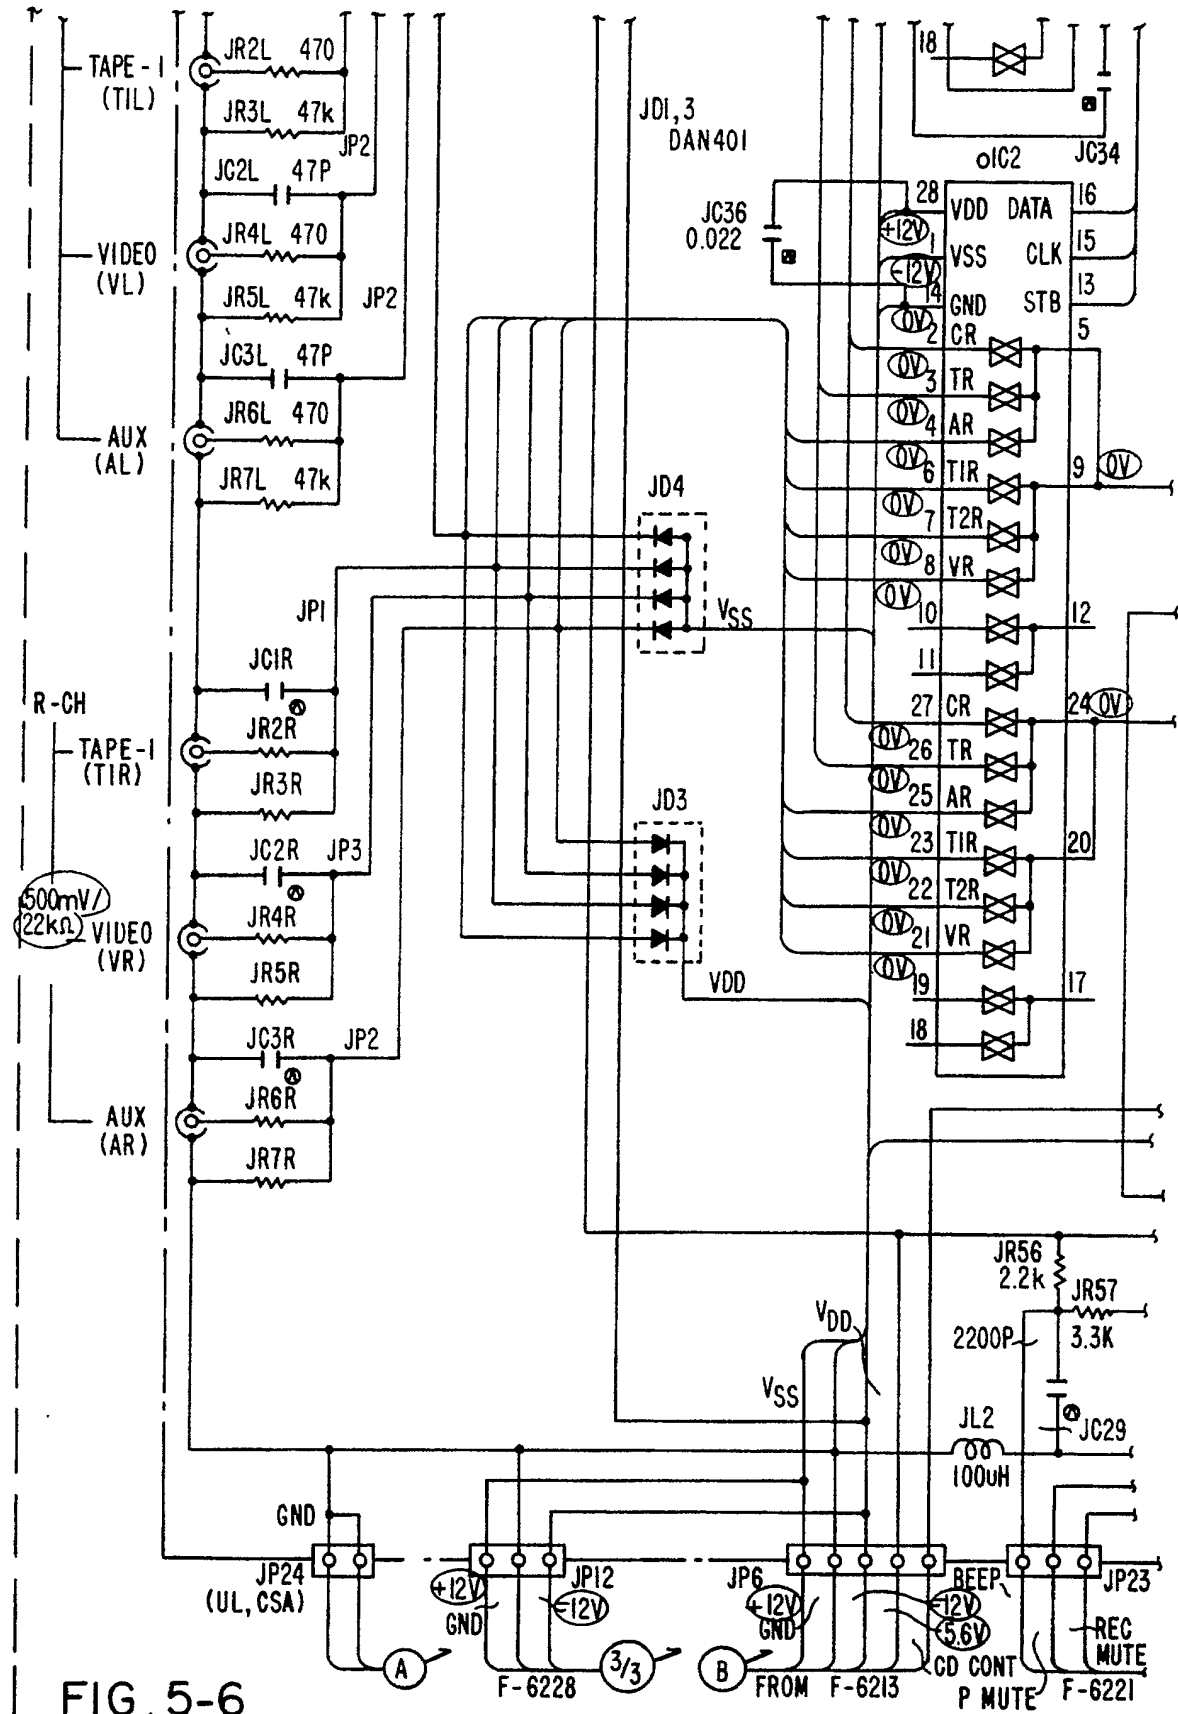 JR2L 470
18
TAPE-1
(T1L)
JR3L 47k
JP2
JD1,3
DAN401
JC34
IC2
JC2L 47P
28 VDD DATA 16
JC36
0.022
+12V
JR4L 470
VIDEO
(VL)
1 VSS CLK 15
-12V
JR5L 47k
JP2
14 GND STB 13
0V
2 CR 5
JC3L 47P
0V
3 TR
JR6L 470
0V
4 AR
AUX
(AL)
0V
6 T1R 9 0V
JR7L 47k
JD4
0V
7 T2R
0V
8 VR
0V
JP1
VSS
10 12
JC1R
11
R-CH
27 CR 24 0V
JR2R
0V
TAPE-1
(T1R)
26 TR
0V
JR3R
JD3
25 AR
0V
JC2R JP3
23 T1R 20
0V
500mV/
22kΩ
JR4R
22 T2R
0V
VIDEO
(VR)
21 VR
0V
JR5R
VDD
19 17
JC3R JP2
18
JR6R
AUX
(AR)
JR7R
JR56
2.2k
JR57
3.3K
VDD
2200P
VSS
JL2
100uH
JC29
GND
JP24
(UL, CSA)
+12V
JP12
GND
-12V
JP6
+12V
GND
BEEP
-12V
-5.6V
JP23
REC
MUTE
A
3/3
B
CD CONT
F-6228
FROM F-6213
P MUTE
F-6221
FIG. 5-6